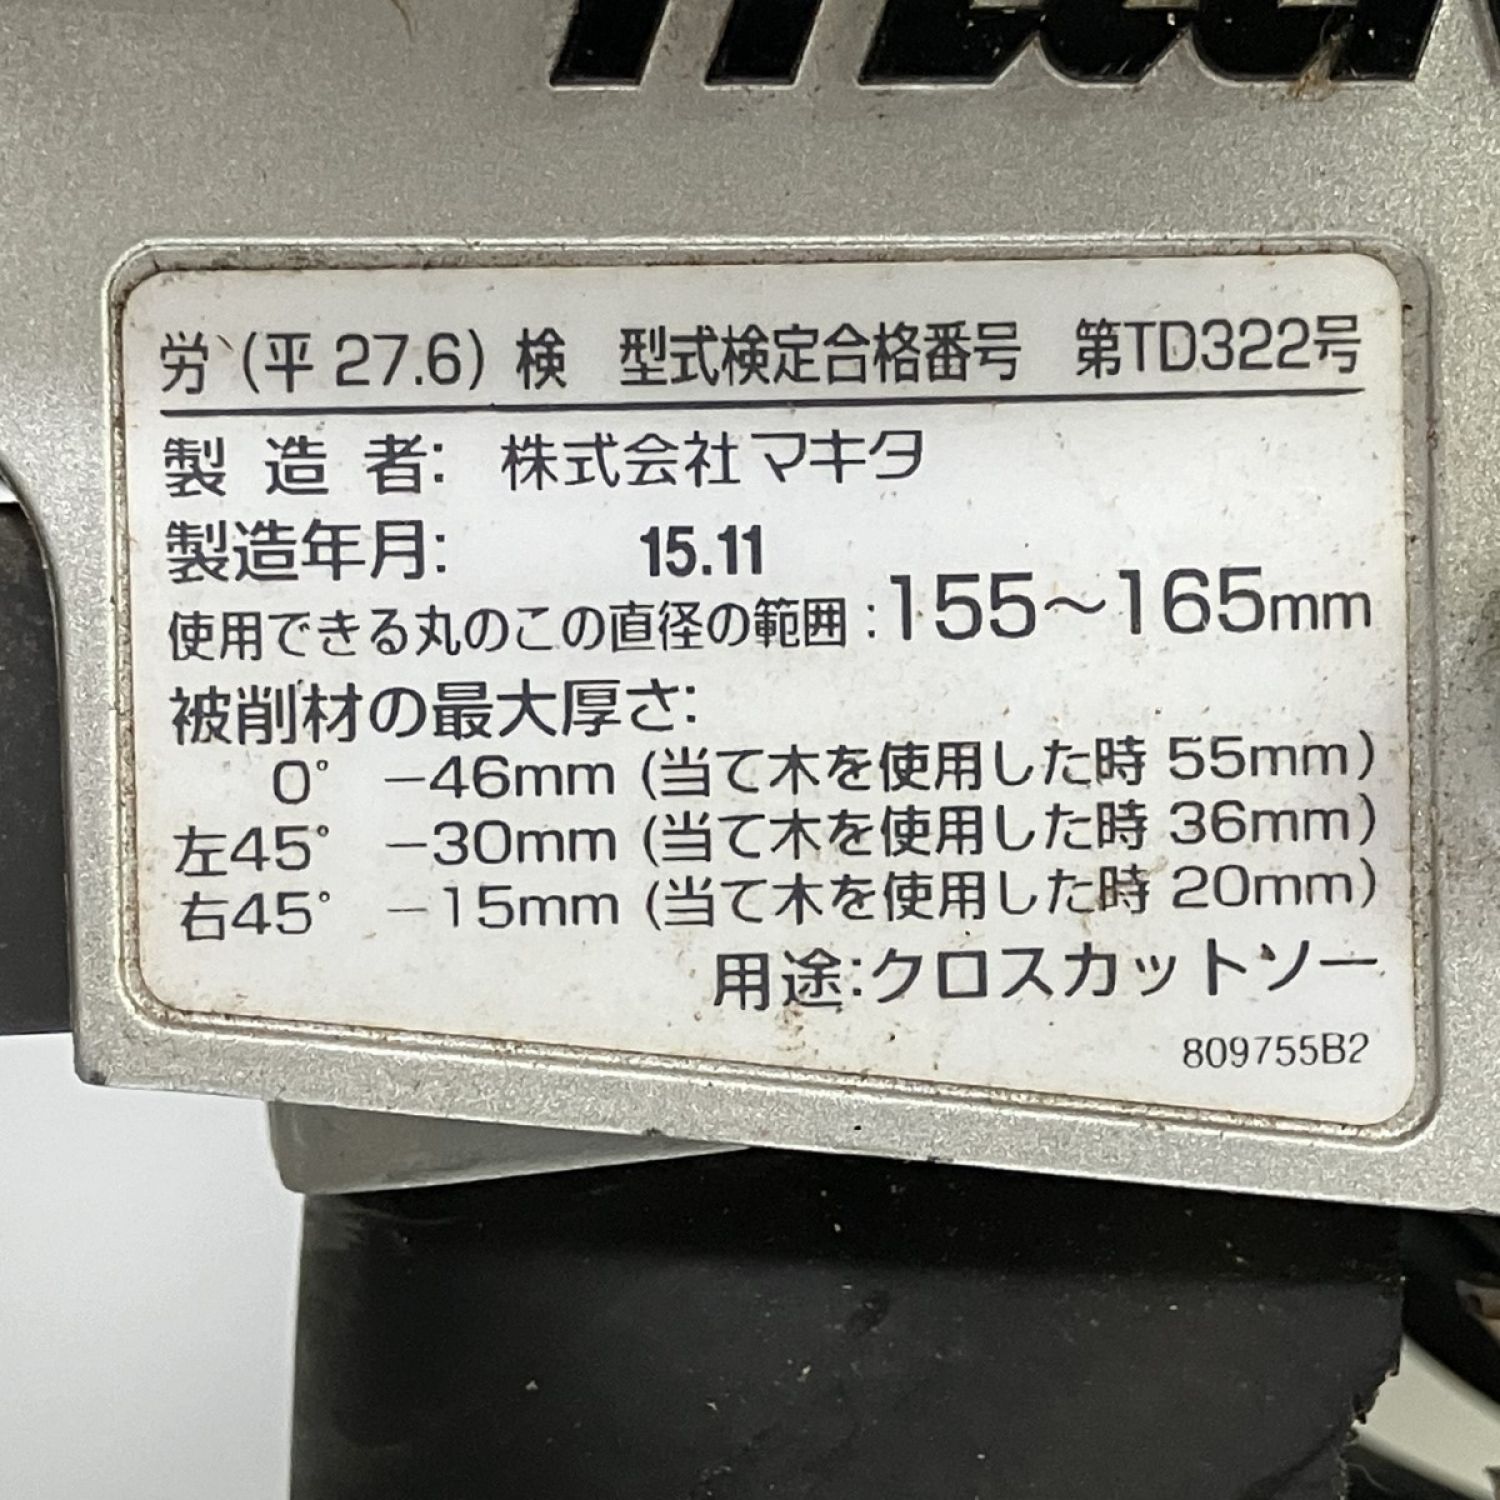 労(平27.6)検 型式検定合格番号 第TD322号
製造者: 株式会社マキタ
製造年月: 15.11
使用できる丸のこの直径の範囲:155～165mm
被削材の最大厚さ:
0° －46mm (当て木を使用した時 55mm)
左45° －30mm (当て木を使用した時 36mm)
右45° －15mm (当て木を使用した時 20mm)
用途:クロスカットソー
809755B2